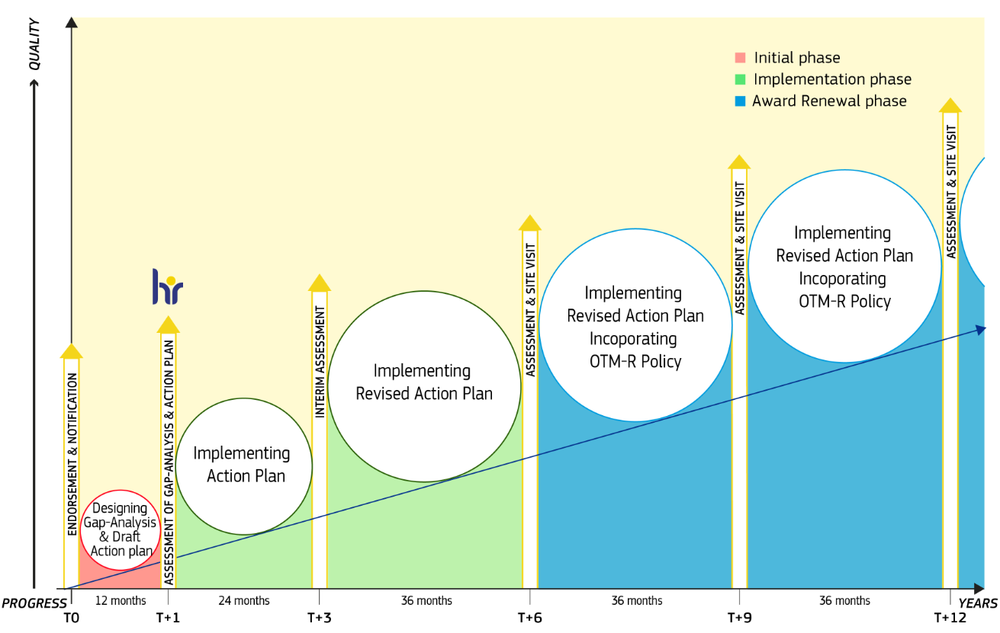 QUALITY
Initial phase
Implementation phase
Award Renewal phase
hr
ENDORSEMENT & NOTIFICATION
Designing
Gap-Analysis
& Draft
Action plan
ASSESSMENT OF GAP-ANALYSIS & ACTION PLAN
Implementing
Action Plan
INTERIM ASSESSMENT
Implementing
Revised Action Plan
ASSESSMENT & SITE VISIT
Implementing
Revised Action Plan
Incoporating
OTM-R Policy
ASSESSMENT & SITE VISIT
Implementing
Revised Action Plan
Incoporating
OTM-R Policy
ASSESSMENT & SITE VISIT
PROGRESS
12 months
24 months
36 months
36 months
36 months
YEARS
T0
T+1
T+3
T+6
T+9
T+12